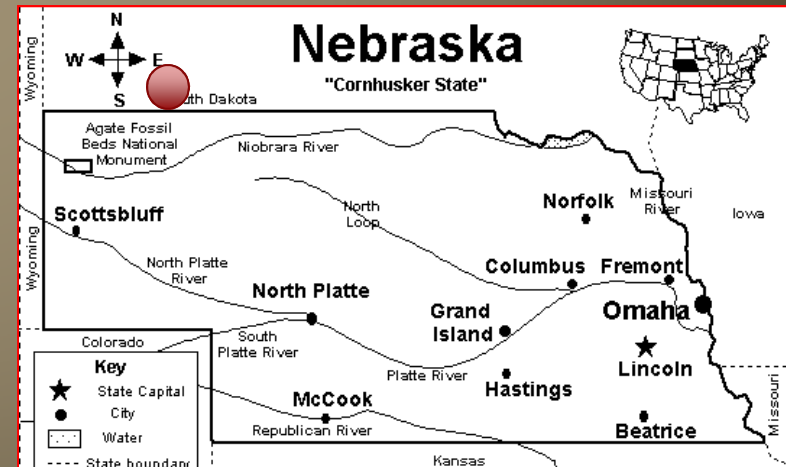 N
Nebraska
W E
"Cornhusker State"
S
Wyoming
uth Dakota
Agate Fossil
Beds National
Monument
Niobrara River
North
Loop
Norfolk
Missouri
River
Iowa
Scottsbluff
Wyoming
North Platte
River
Columbus
Fremont
North Platte
Grand
Island
Omaha
South
Platte River
Colorado
Lincoln
Key
State Capital
City
Water
State boundary
Platte River
Hastings
McCook
Republican River
Beatrice
Missouri
Kansas